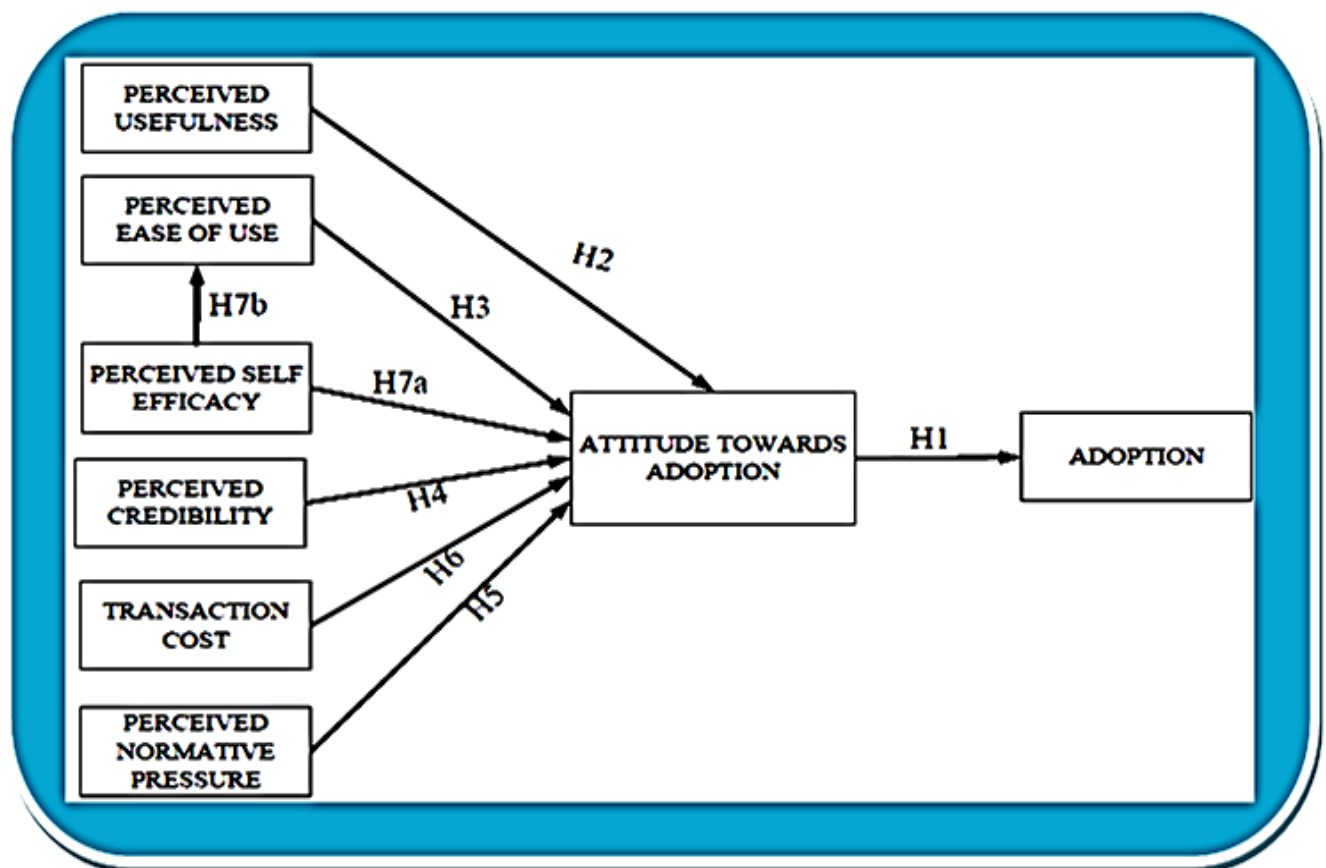 PERCEIVED
USEFULNESS
PERCEIVED
EASE OF USE
H2
H7b
H3
PERCEIVED SELF
EFFICACY
H7a
ATTITUDE TOWARDS
ADOPTION
H1
ADOPTION
PERCEIVED
CREDIBILITY
H4
TRANSACTION
COST
H6
H5
PERCEIVED
NORMATIVE
PRESSURE